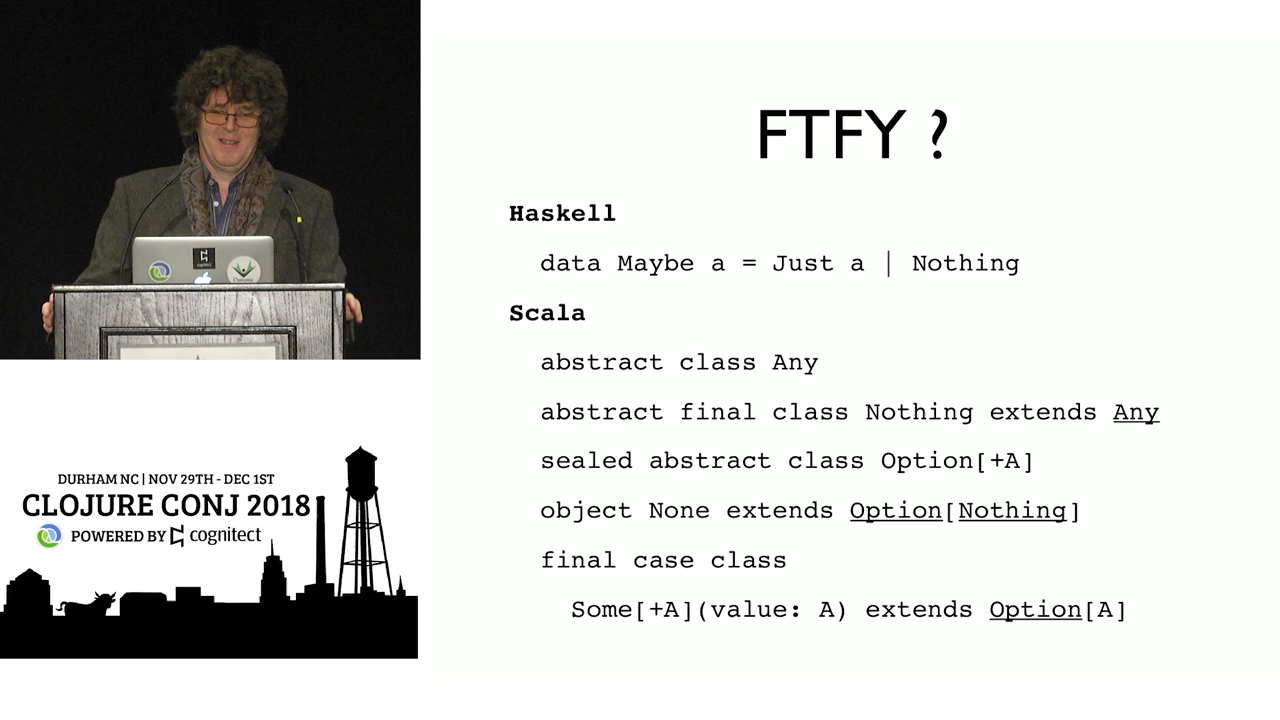 FTFY ?
Haskell
data Maybe a = Just a | Nothing
Scala
abstract class Any
abstract final class Nothing extends Any
sealed abstract class Option[+A]
object None extends Option[Nothing]
final case class
Some[+A](value: A) extends Option[A]
DURHAM NC | NOV 29TH - DEC 1ST
CLOJURE CONJ 2018
POWERED BY cognitect